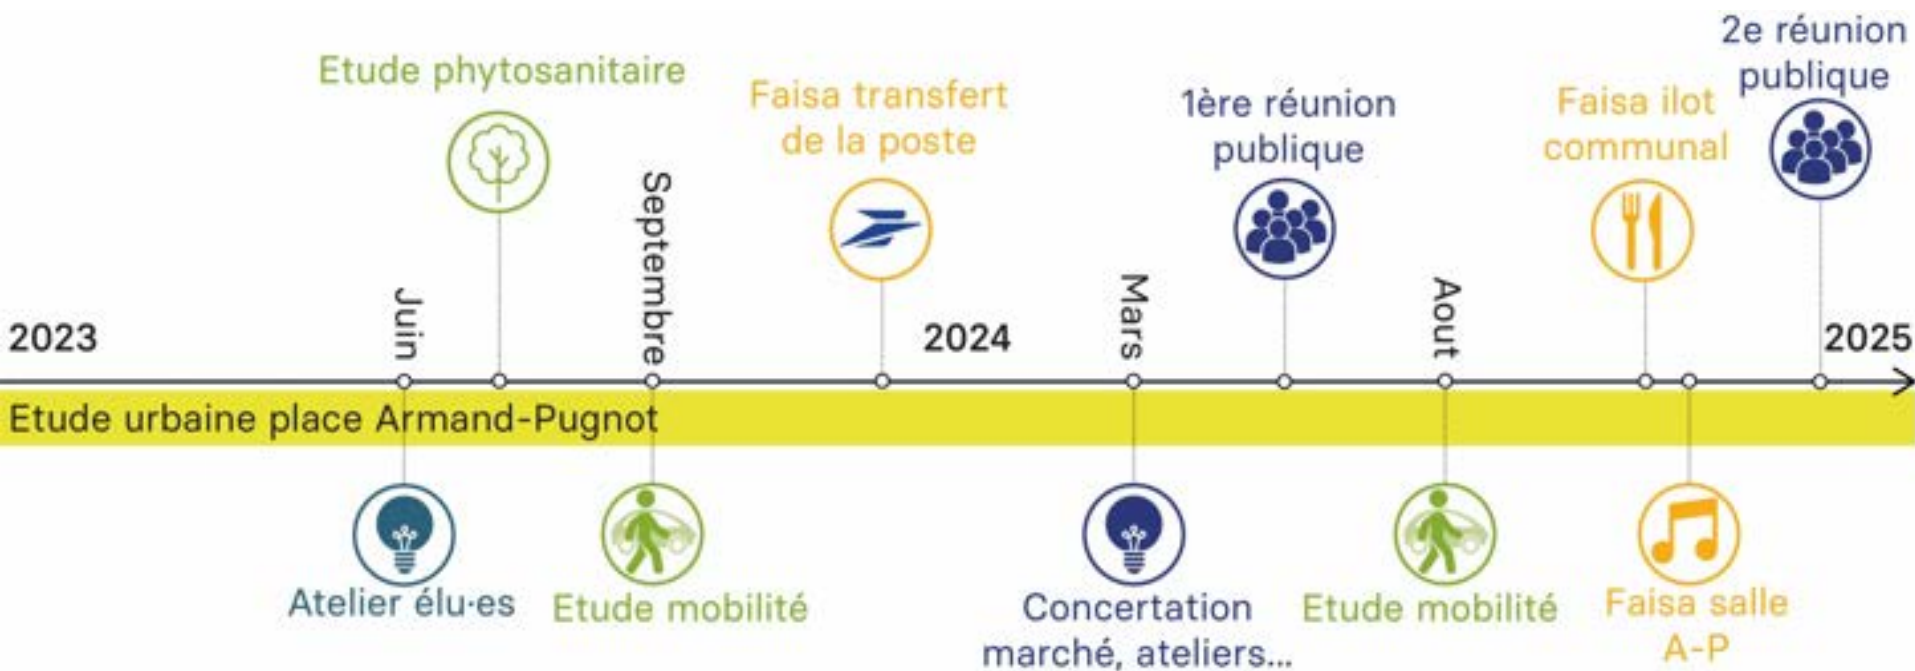 2e réunion
publique
Etude phytosanitaire
Faisa transfert
de la poste
1ère réunion
publique
Faisa ilot
communal
2023
Juin
Septembre
2024
Mars
Aout
2025
Etude urbaine place Armand-Pugnot
Atelier élu·es
Etude mobilité
Concertation
marché, ateliers...
Etude mobilité
Faisa salle
A-P